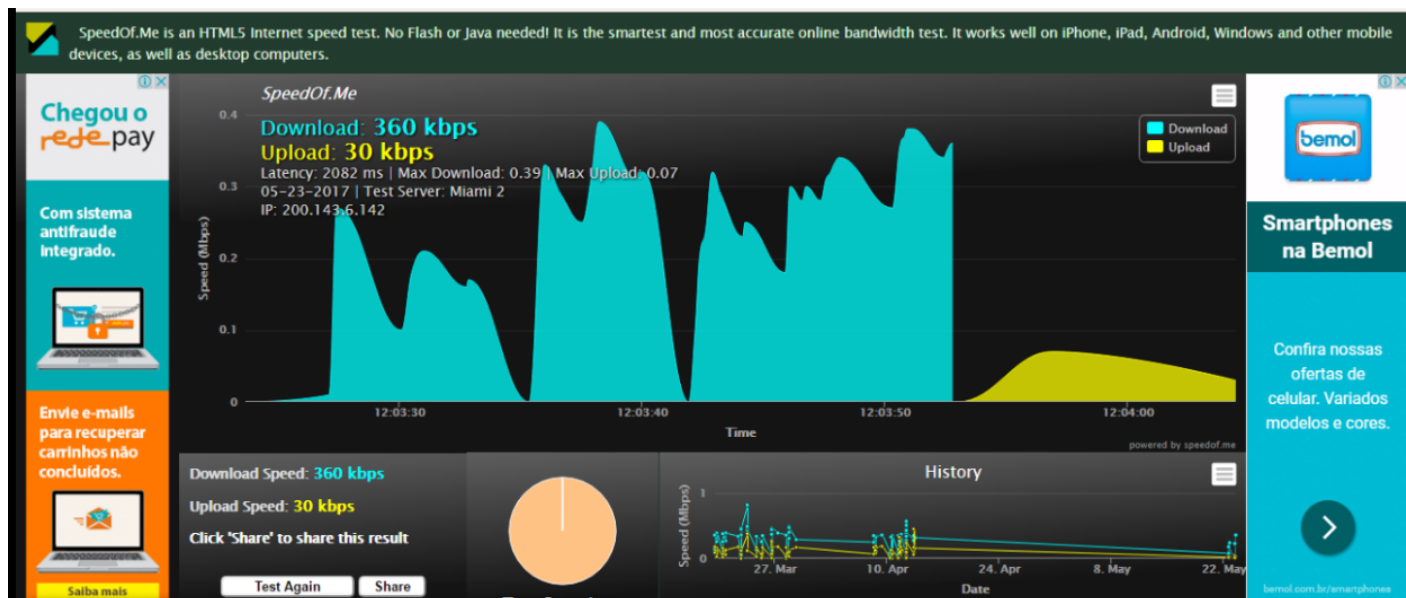 SpeedOf.Me is an HTML5 Internet speed test. No Flash or Java needed! It is the smartest and most accurate online bandwidth test. It works well on iPhone, iPad, Android, Windows and other mobile
devices, as well as desktop computers.
Chegou o
rede pay
Com sistema
antifraude
integrado.
Envie e-mails
para recuperar
carrinhos não
concluídos.
Saiba mais
SpeedOf.Me
Download: 360 kbps
Upload: 30 kbps
Latency: 2082 ms | Max Download: 0.39 | Max Upload: 0.07
05-23-2017 | Test Server: Miami 2
IP: 200.143.6.142
Download
Upload
Speed (Mbps)
0.4
0.3
0.2
0.1
0
12:03:30
12:03:40
12:03:50
12:04:00
Time
powered by speedof.me
Download Speed: 360 kbps
Upload Speed: 30 kbps
Click 'Share' to share this result
Test Again
Share
History
Speed (Mbps)
1
0
27. Mar
10. Apr
24. Apr
8. May
22. May
Date
bemol
Smartphones
na Bemol
Confira nossas
ofertas de
celular. Variados
modelos e cores.
bemol.com.br/smartphones